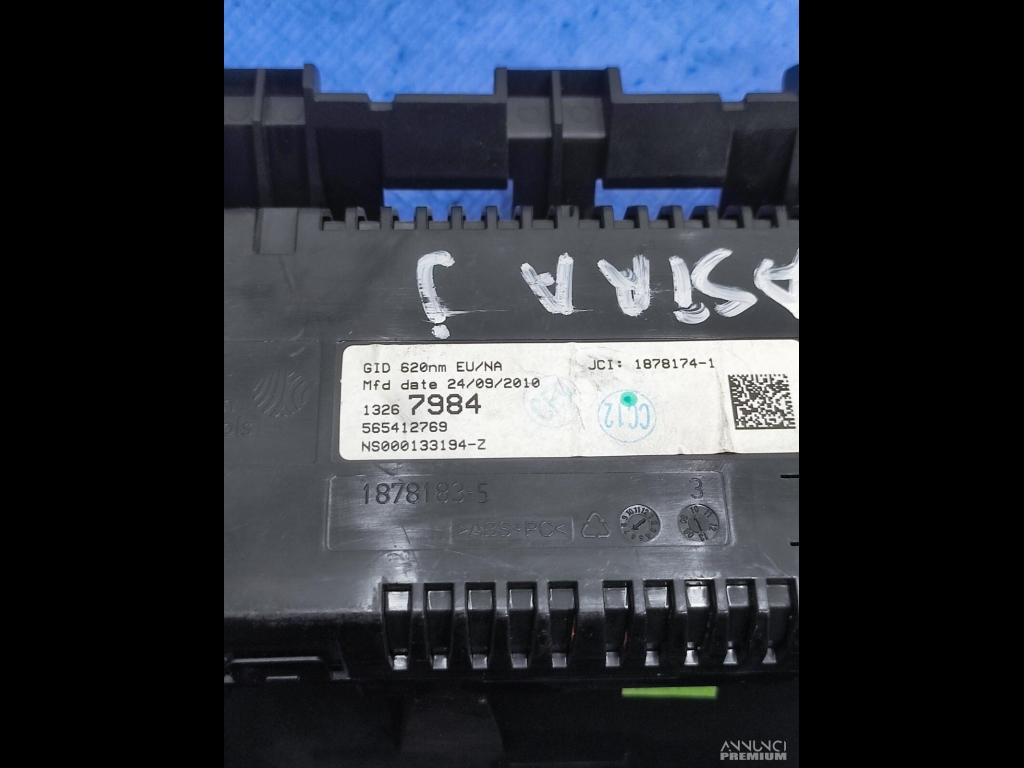 ASIRA j
GID 620nm EU/NA
JCI: 1878174-1
Mfd date 24/09/2010
1326 7984
565412769
NS000133194-Z
CC12
1878183-5
3
>ABS+PC<
ANNUNCI
PREMIUM